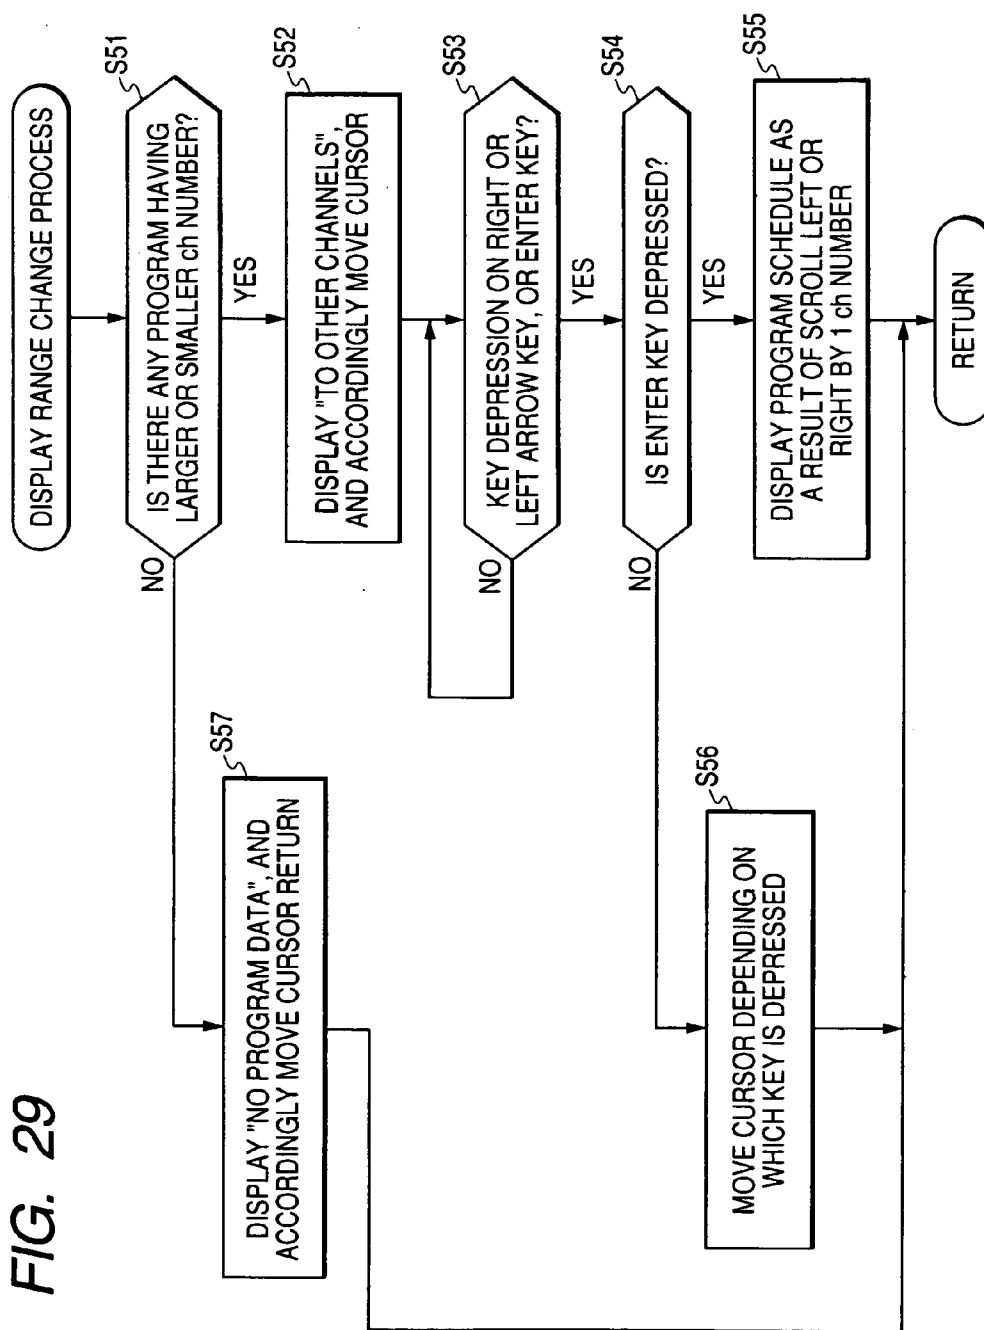 FIG. 29
DISPLAY RANGE CHANGE PROCESS
S51
IS THERE ANY PROGRAM HAVING
LARGER OR SMALLER ch NUMBER?
NO
YES
S52
DISPLAY "TO OTHER CHANNELS",
AND ACCORDINGLY MOVE CURSOR
S53
KEY DEPRESSION ON RIGHT OR
LEFT ARROW KEY, OR ENTER KEY?
NO
YES
S54
IS ENTER KEY DEPRESSED?
NO
YES
S55
DISPLAY PROGRAM SCHEDULE AS
A RESULT OF SCROLL LEFT OR
RIGHT BY 1 ch NUMBER
S57
DISPLAY "NO PROGRAM DATA", AND
ACCORDINGLY MOVE CURSOR RETURN
S56
MOVE CURSOR DEPENDING ON
WHICH KEY IS DEPRESSED
RETURN